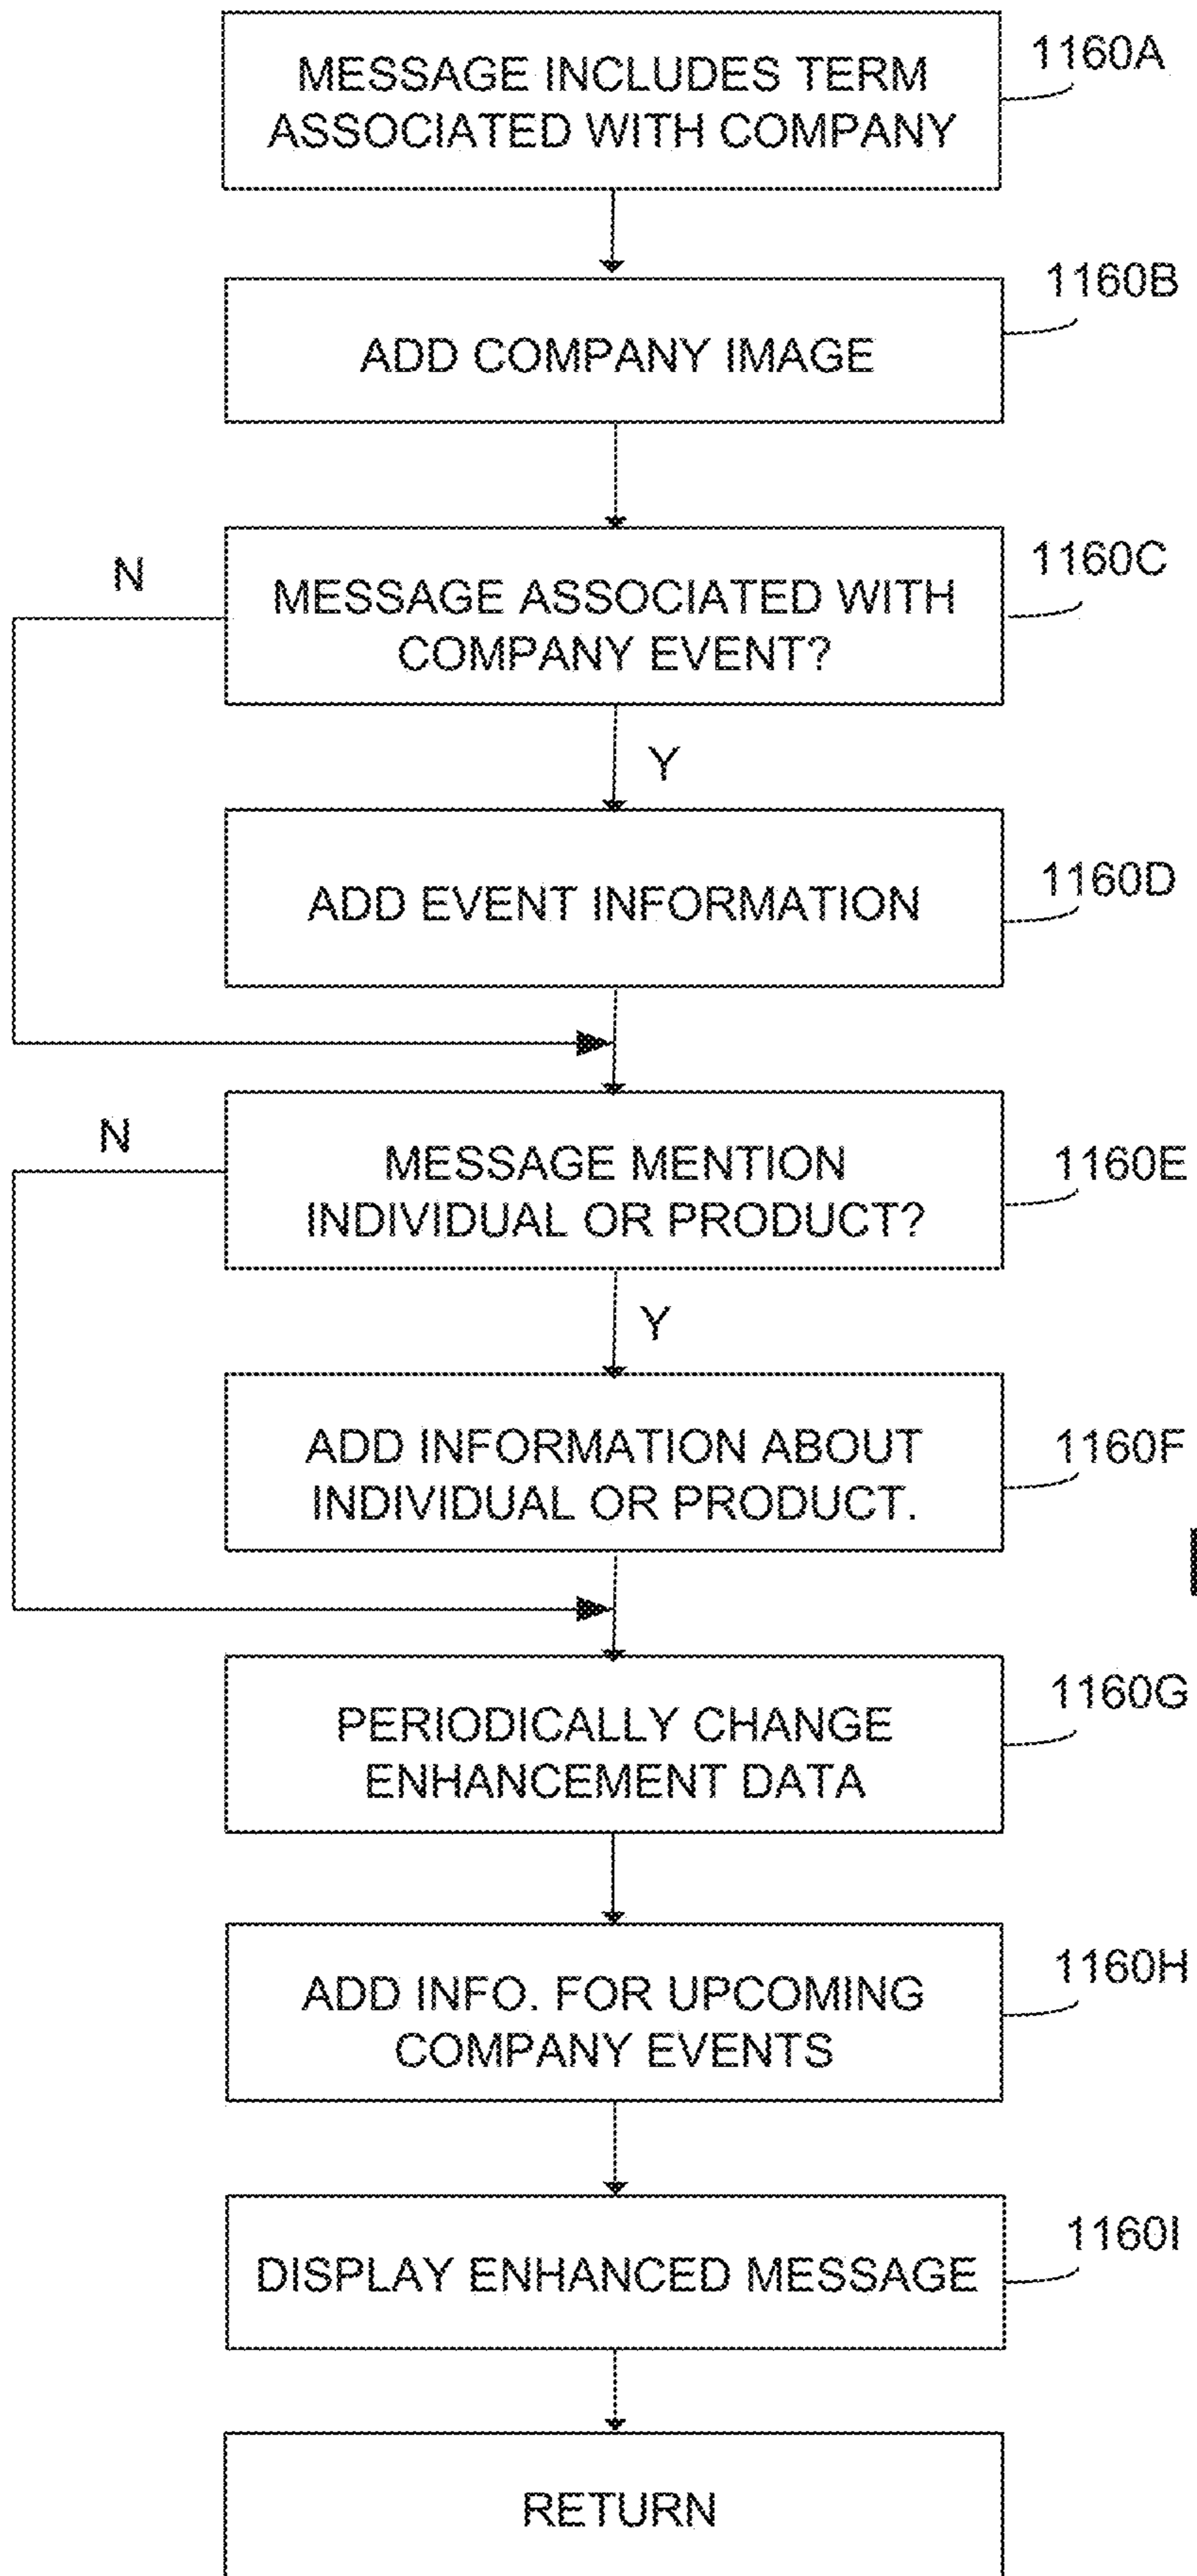 MESSAGE INCLUDES TERM
ASSOCIATED WITH COMPANY
1160A
ADD COMPANY IMAGE
1160B
N
MESSAGE ASSOCIATED WITH
COMPANY EVENT?
1160C
Y
ADD EVENT INFORMATION
1160D
N
MESSAGE MENTION
INDIVIDUAL OR PRODUCT?
1160E
Y
ADD INFORMATION ABOUT
INDIVIDUAL OR PRODUCT.
1160F
PERIODICALLY CHANGE
ENHANCEMENT DATA
1160G
ADD INFO. FOR UPCOMING
COMPANY EVENTS
1160H
DISPLAY ENHANCED MESSAGE
1160I
RETURN